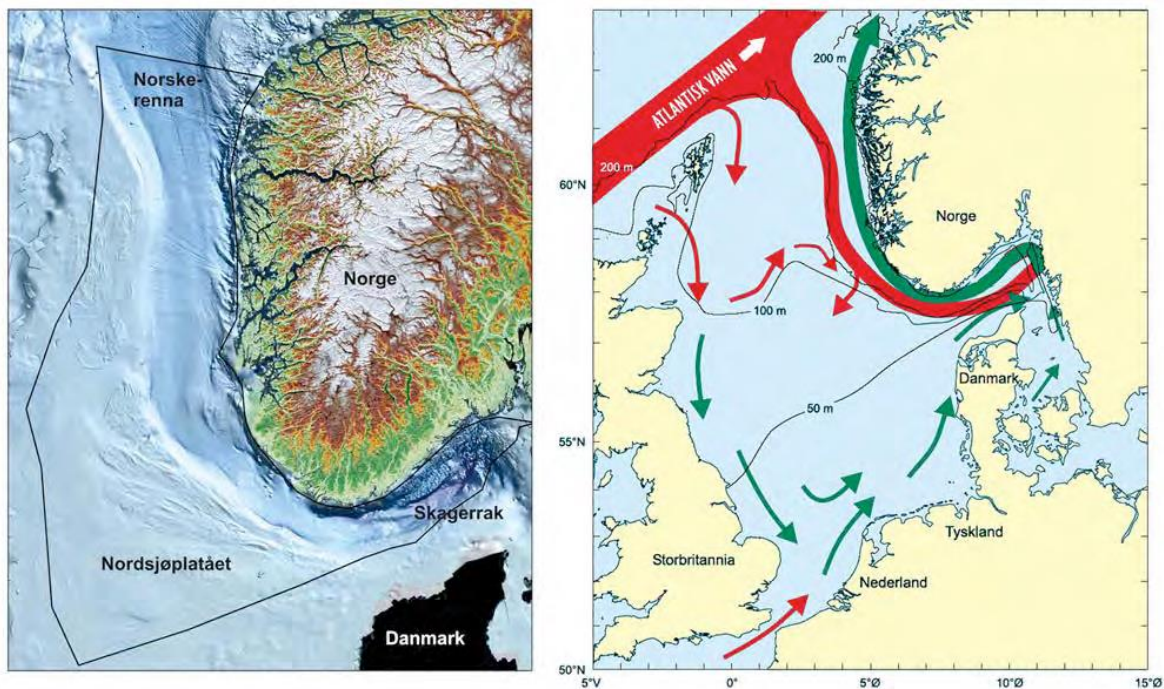 Norske-
renna
Norge
Skagerrak
Nordsjøplatået
Danmark
ATLANTISK VANN
200 m
200 m
60°N
Norge
100 m
Danmark
50 m
55°N
Tyskland
Storbritannia
Nederland
50°N
5°V
0°
5°Ø
10°Ø
15°Ø